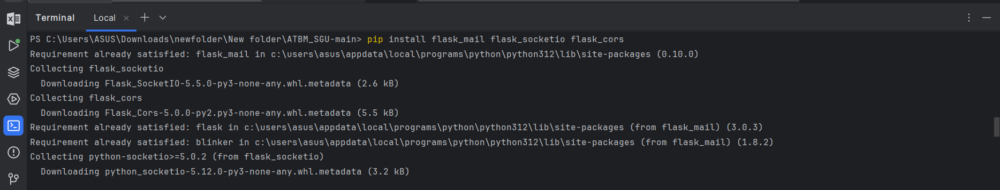 Terminal
Local
PS C:\Users\ASUS\Downloads\newfolder\New folder\ATBM_SGU-main> pip install flask_mail flask_socketio flask_cors
Requirement already satisfied: flask_mail in c:\users\asus\appdata\local\programs\python\python312\lib\site-packages (0.10.0)
Collecting flask_socketio
  Downloading Flask_SocketIO-5.5.0-py3-none-any.whl.metadata (2.6 kB)
Collecting flask_cors
  Downloading Flask_Cors-5.0.0-py2.py3-none-any.whl.metadata (5.5 kB)
Requirement already satisfied: flask in c:\users\asus\appdata\local\programs\python\python312\lib\site-packages (from flask_mail) (3.0.3)
Requirement already satisfied: blinker in c:\users\asus\appdata\local\programs\python\python312\lib\site-packages (from flask_mail) (1.8.2)
Collecting python-socketio>=5.0.2 (from flask_socketio)
  Downloading python_socketio-5.12.0-py3-none-any.whl.metadata (3.2 kB)